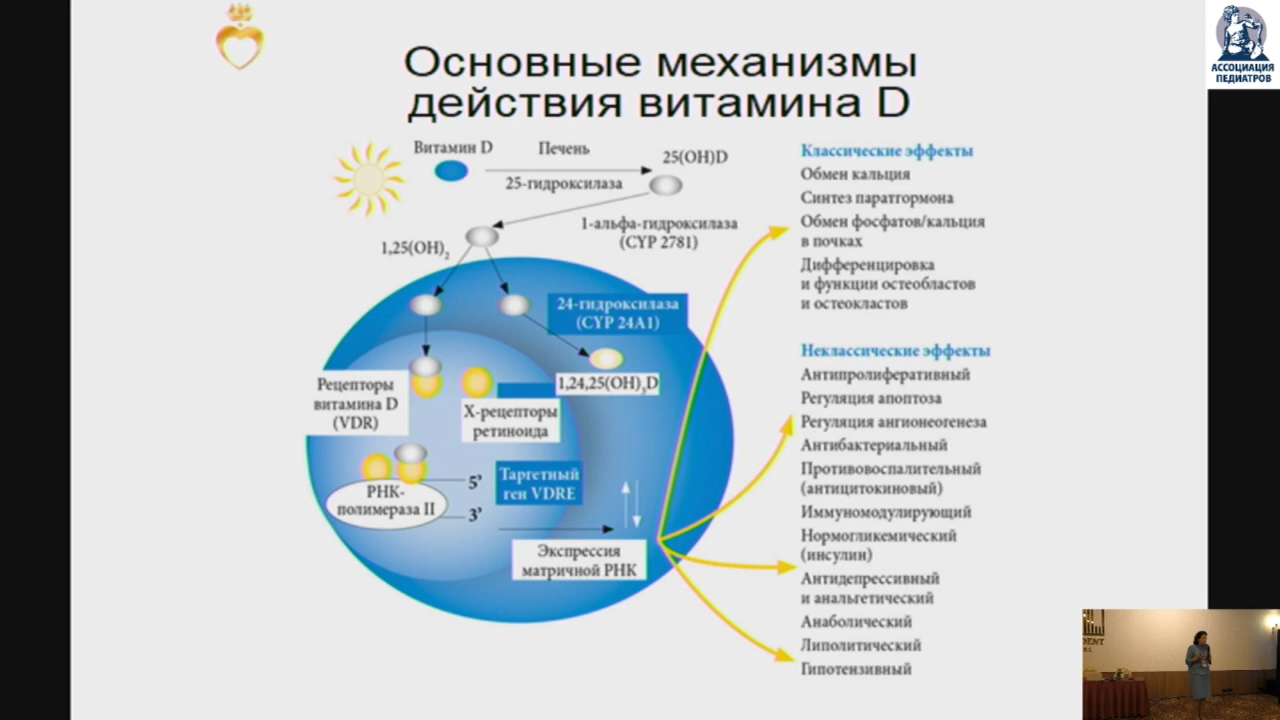 АССОЦИАЦИЯ
ПЕДИАТРОВ
Основные механизмы
действия витамина D
Витамин D
Печень
25(OH)D
25-гидроксилаза
1-альфа-гидроксилаза
(CYP 2781)
1,25(OH)₂
24-гидроксилаза
(CYP 24A1)
1,24,25(OH)₃D
Рецепторы
витамина D
(VDR)
X-рецепторы
ретиноида
РНК-
полимераза II
5’
3’
Таргетный
ген VDRE
Экспрессия
матричной РНК
Классические эффекты
Обмен кальция
Синтез паратгормона
Обмен фосфатов/кальция
в почках
Дифференцировка
и функции остеобластов
и остеокластов
Неклассические эффекты
Антипролиферативный
Регуляция апоптоза
Регуляция ангионеогенеза
Антибактериальный
Противовоспалительный
(антицитокиновый)
Иммуномодулирующий
Нормогликемический
(инсулин)
Антидепрессивный
и анальгетический
Анаболический
Липолитический
Гипотензивный